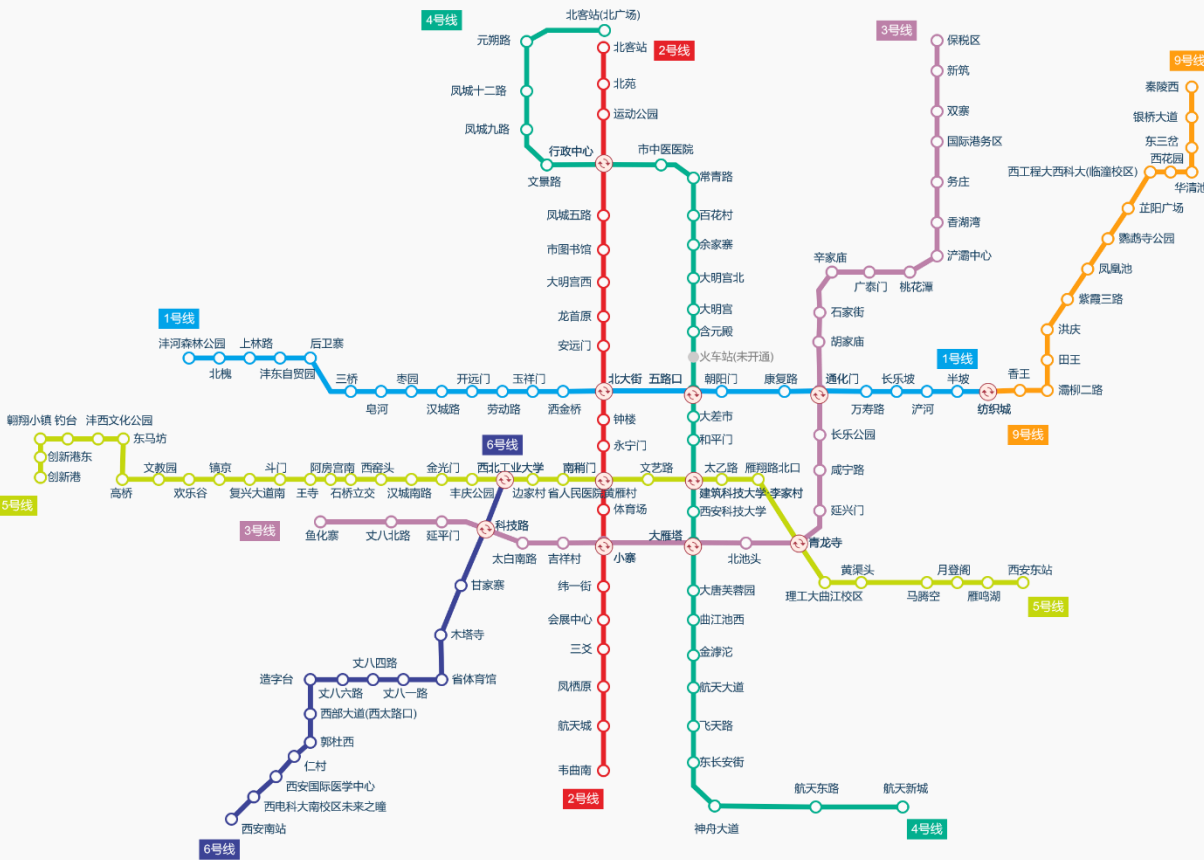 北客站(北广场)
4号线
元朔路
3号线
保税区
北客站
2号线
9号线
新筑
北苑
凤城十二路
秦陵西
运动公园
双寨
银桥大道
凤城九路
国际港务区
东三岔
行政中心
市中医医院
西花园
文景路
常青路
务庄
西工程大西科大(临潼校区)
华清池
凤城五路
百花村
芷阳广场
香湖湾
市图书馆
余家寨
鹦鹉寺公园
辛家庙
浐灞中心
大明宫西
大明宫北
广泰门
桃花潭
凤凰池
大明宫
石家街
紫霞三路
1号线
龙首原
含元殿
洪庆
沣河森林公园
上林路
后卫寨
安远门
胡家庙
火车站(未开通)
1号线
田王
北槐
沣东自贸园
三桥
枣园
开远门
玉祥门
北大街
五路口
朝阳门
康复路
通化门
长乐坡
半坡
香王
灞柳二路
皂河
汉城路
劳动路
洒金桥
万寿路
浐河
纺织城
钟楼
大差市
翱翔小镇
钓台
沣西文化公园
东马坊
6号线
永宁门
和平门
长乐公园
9号线
创新港东
创新港
文教园
镐京
斗门
阿房宫南
西窑头
金光门
西北工业大学
南稍门
文艺路
太乙路
雁翔路北口
咸宁路
高桥
欢乐谷
复兴大道南
王寺
石桥立交
汉城南路
丰庆公园
边家村
省人民医院黄雁村
建筑科技大学·李家村
5号线
体育场
西安科技大学
延兴门
3号线
鱼化寨
丈八北路
延平门
科技路
大雁塔
太白南路
吉祥村
小寨
北池头
青龙寺
甘家寨
纬一街
大唐芙蓉园
黄渠头
月登阁
西安东站
理工大曲江校区
马腾空
雁鸣湖
5号线
木塔寺
会展中心
曲江池西
三爻
金滹沱
丈八四路
造字台
省体育馆
丈八六路
丈八一路
凤栖原
航天大道
西部大道(西太路口)
航天城
飞天路
郭杜西
仁村
韦曲南
东长安街
西安国际医学中心
2号线
航天东路
航天新城
西电科大南校区未来之瞳
西安南站
神舟大道
4号线
6号线